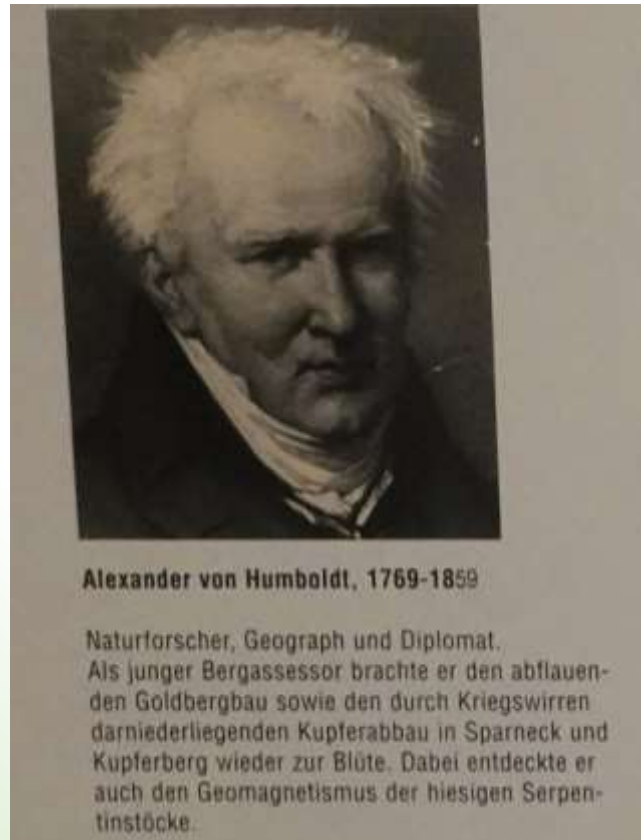 Alexander von Humboldt, 1769-1859
Naturforscher, Geograph und Diplomat.
Als junger Bergassessor brachte er den abflauen-
den Goldbergbau sowie den durch Kriegswirren
darniederliegenden Kupferabbau in Sparneck und
Kupferberg wieder zur Blüte. Dabei entdeckte er
auch den Geomagnetismus der hiesigen Serpen-
tinstöcke.